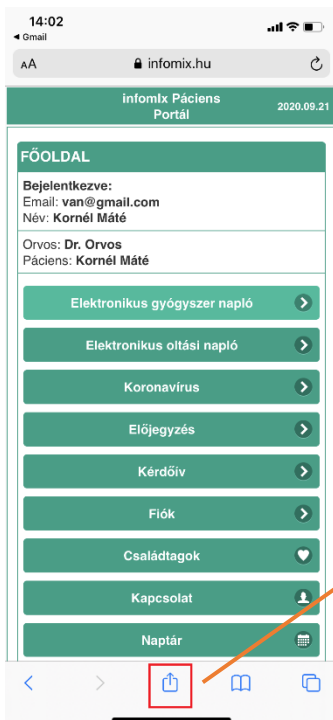 14:02
◀ Gmail
AA infomix.hu
infomIx Páciens
Portál
2020.09.21
FŐOLDAL
Bejelentkezve:
Email: van@gmail.com
Név: Kornél Máté
Orvos: Dr. Orvos
Páciens: Kornél Máté
Elektronikus gyógyszer napló
Elektronikus oltási napló
Koronavírus
Előjegyzés
Kérdőív
Fiók
Családtagok
Kapcsolat
Naptár